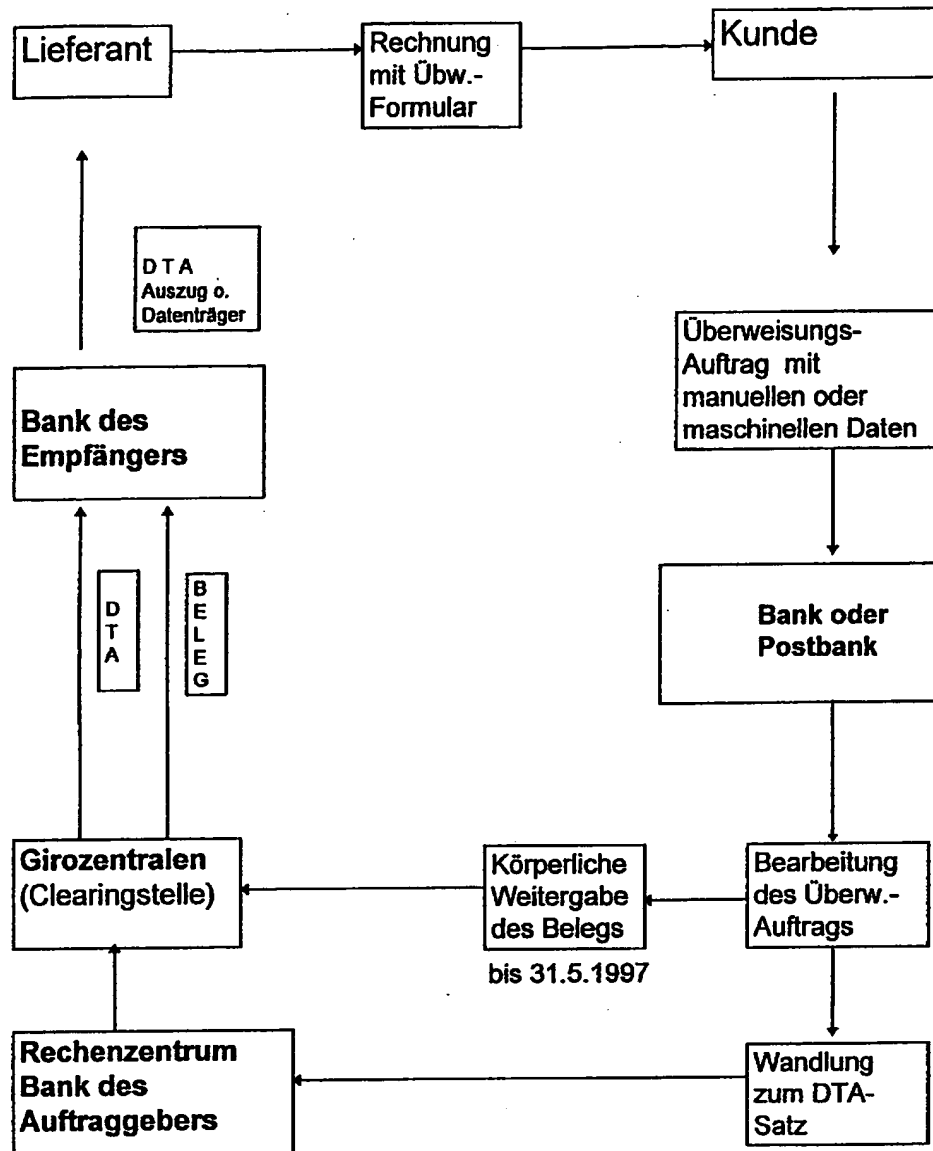 Lieferant
Rechnung
mit Übw.-
Formular
Kunde
D T A
Auszug o.
Datenträger
Überweisungs-
Auftrag mit
manuellen oder
maschinellen Daten
Bank des
Empfängers
D
T
A
B
E
L
E
G
Bank oder
Postbank
Girozentralen
(Clearingstelle)
Körperliche
Weitergabe
des Belegs
bis 31.5.1997
Bearbeitung
des Überw.-
Auftrags
Rechenzentrum
Bank des
Auftraggebers
Wandlung
zum DTA-
Satz